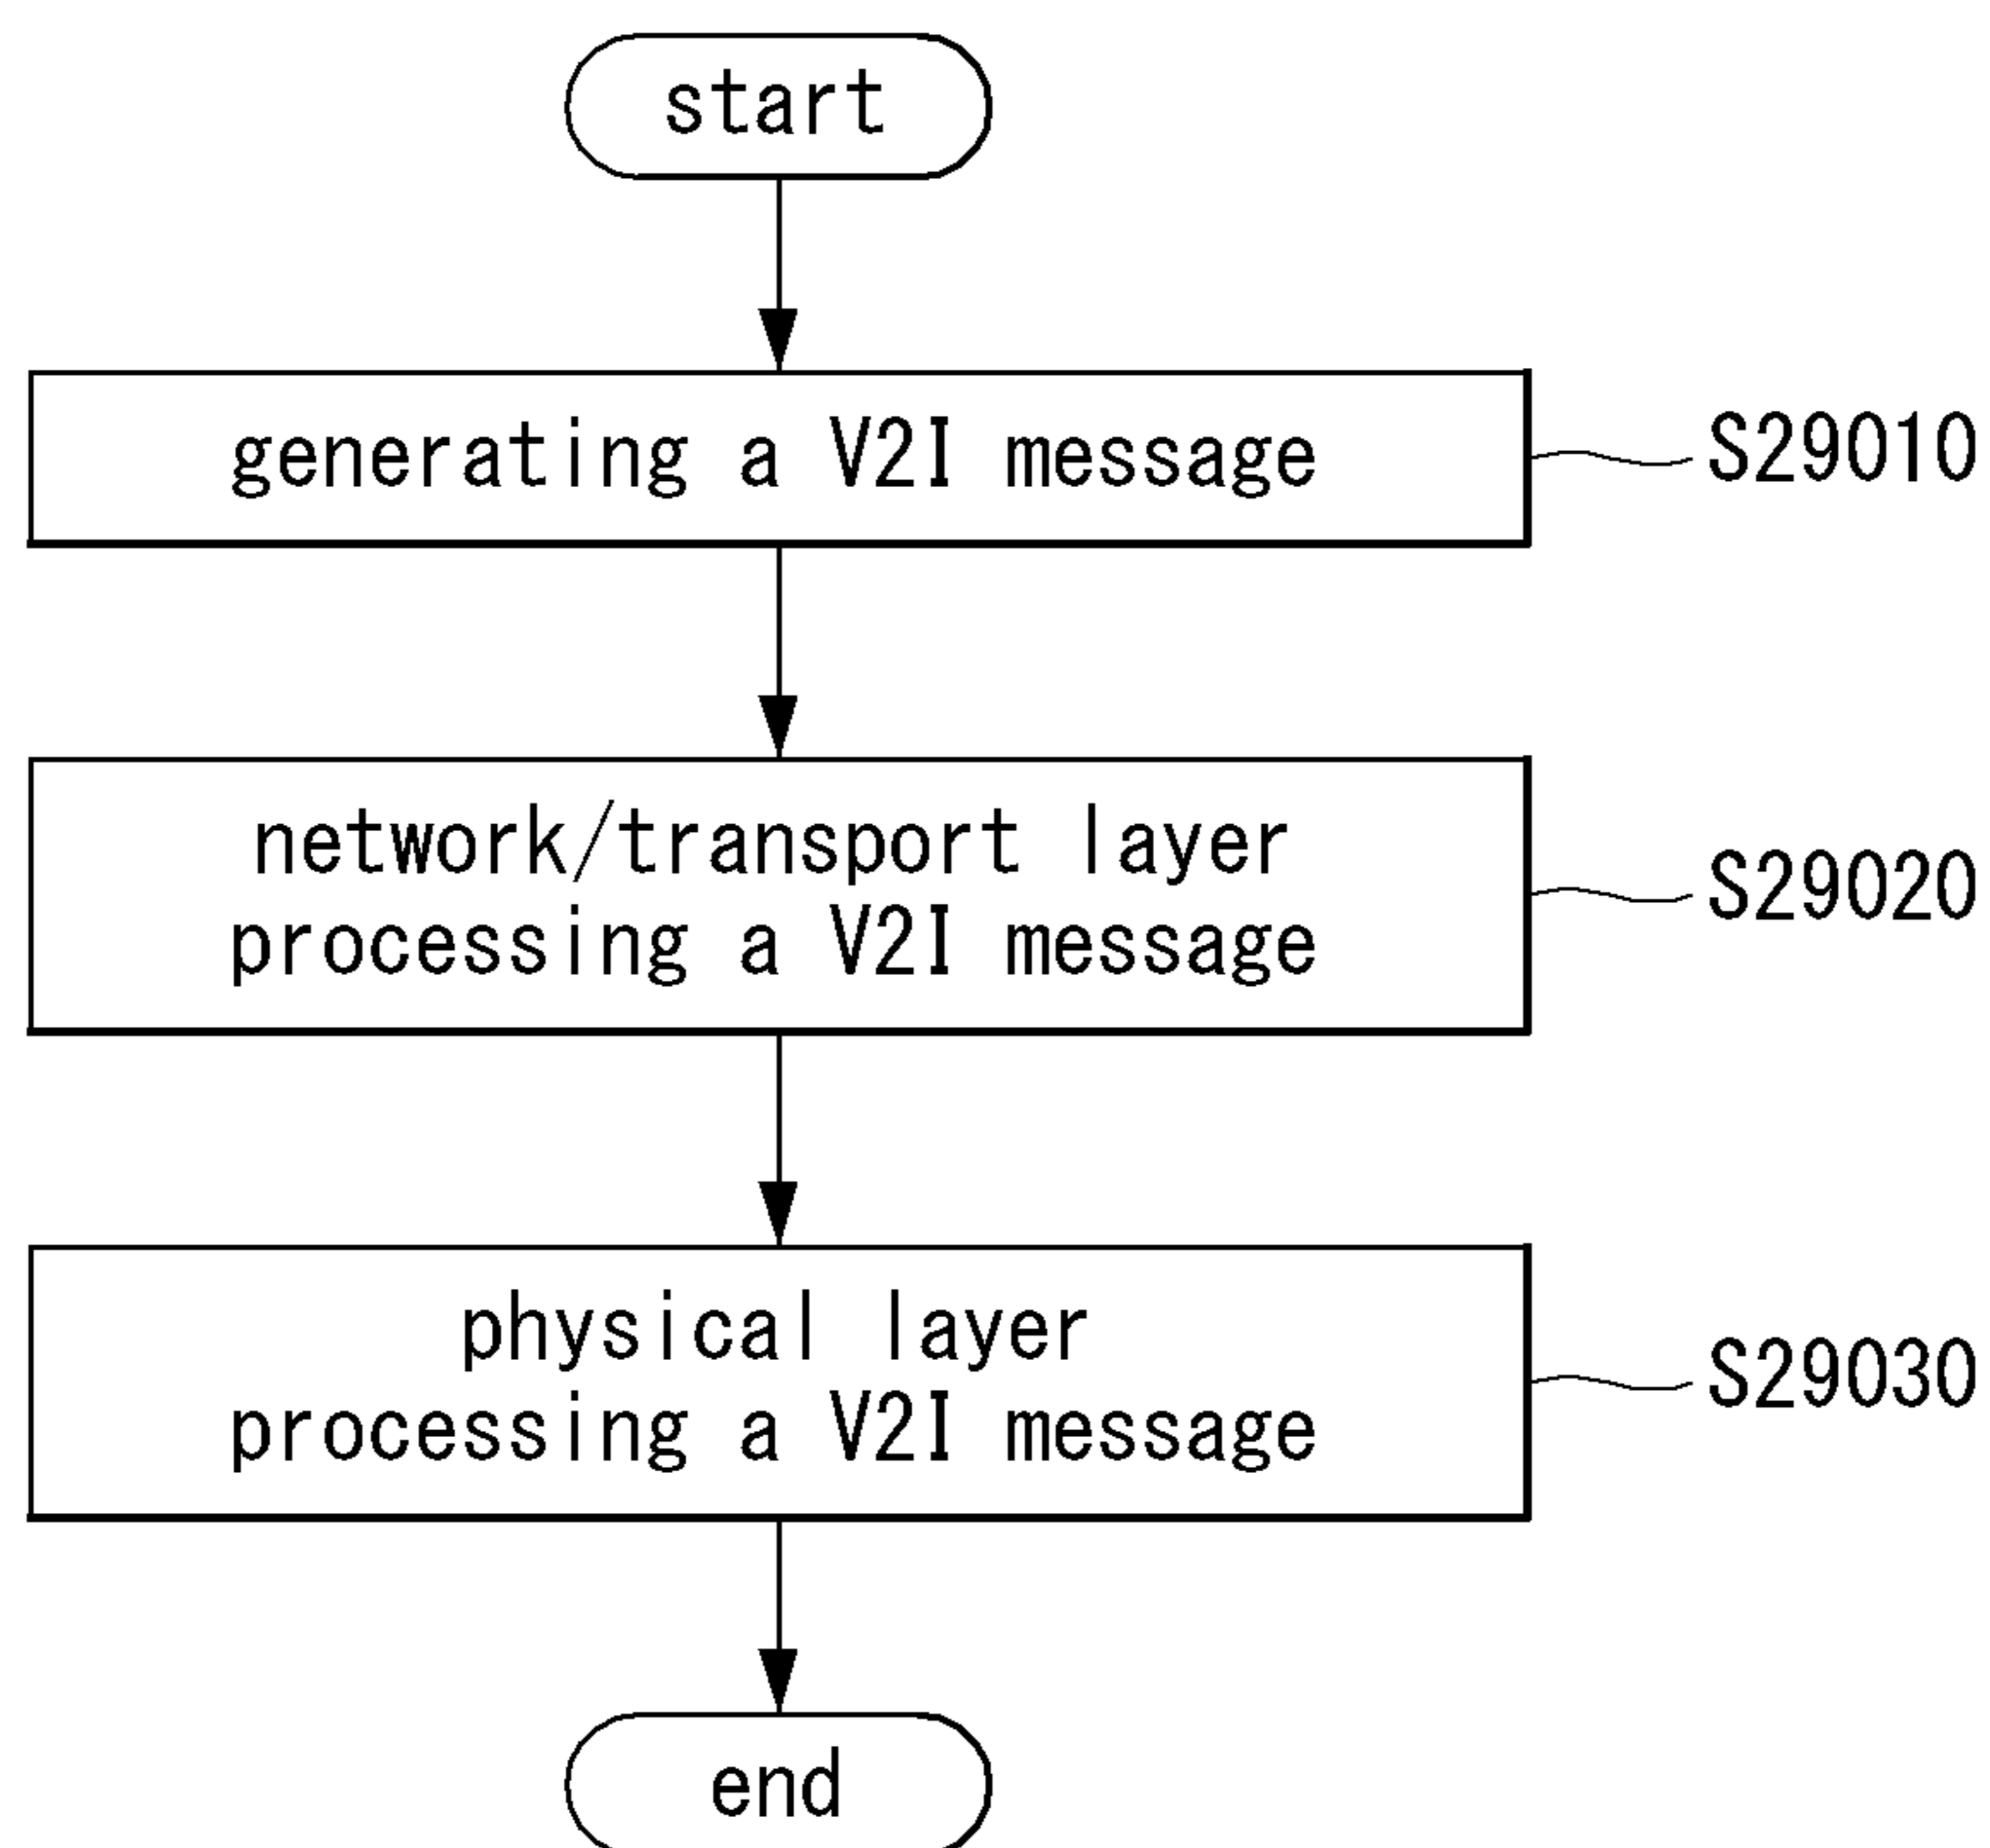 start
generating a V2I message
S29010
network/transport layer
processing a V2I message
S29020
physical layer
processing a V2I message
S29030
end